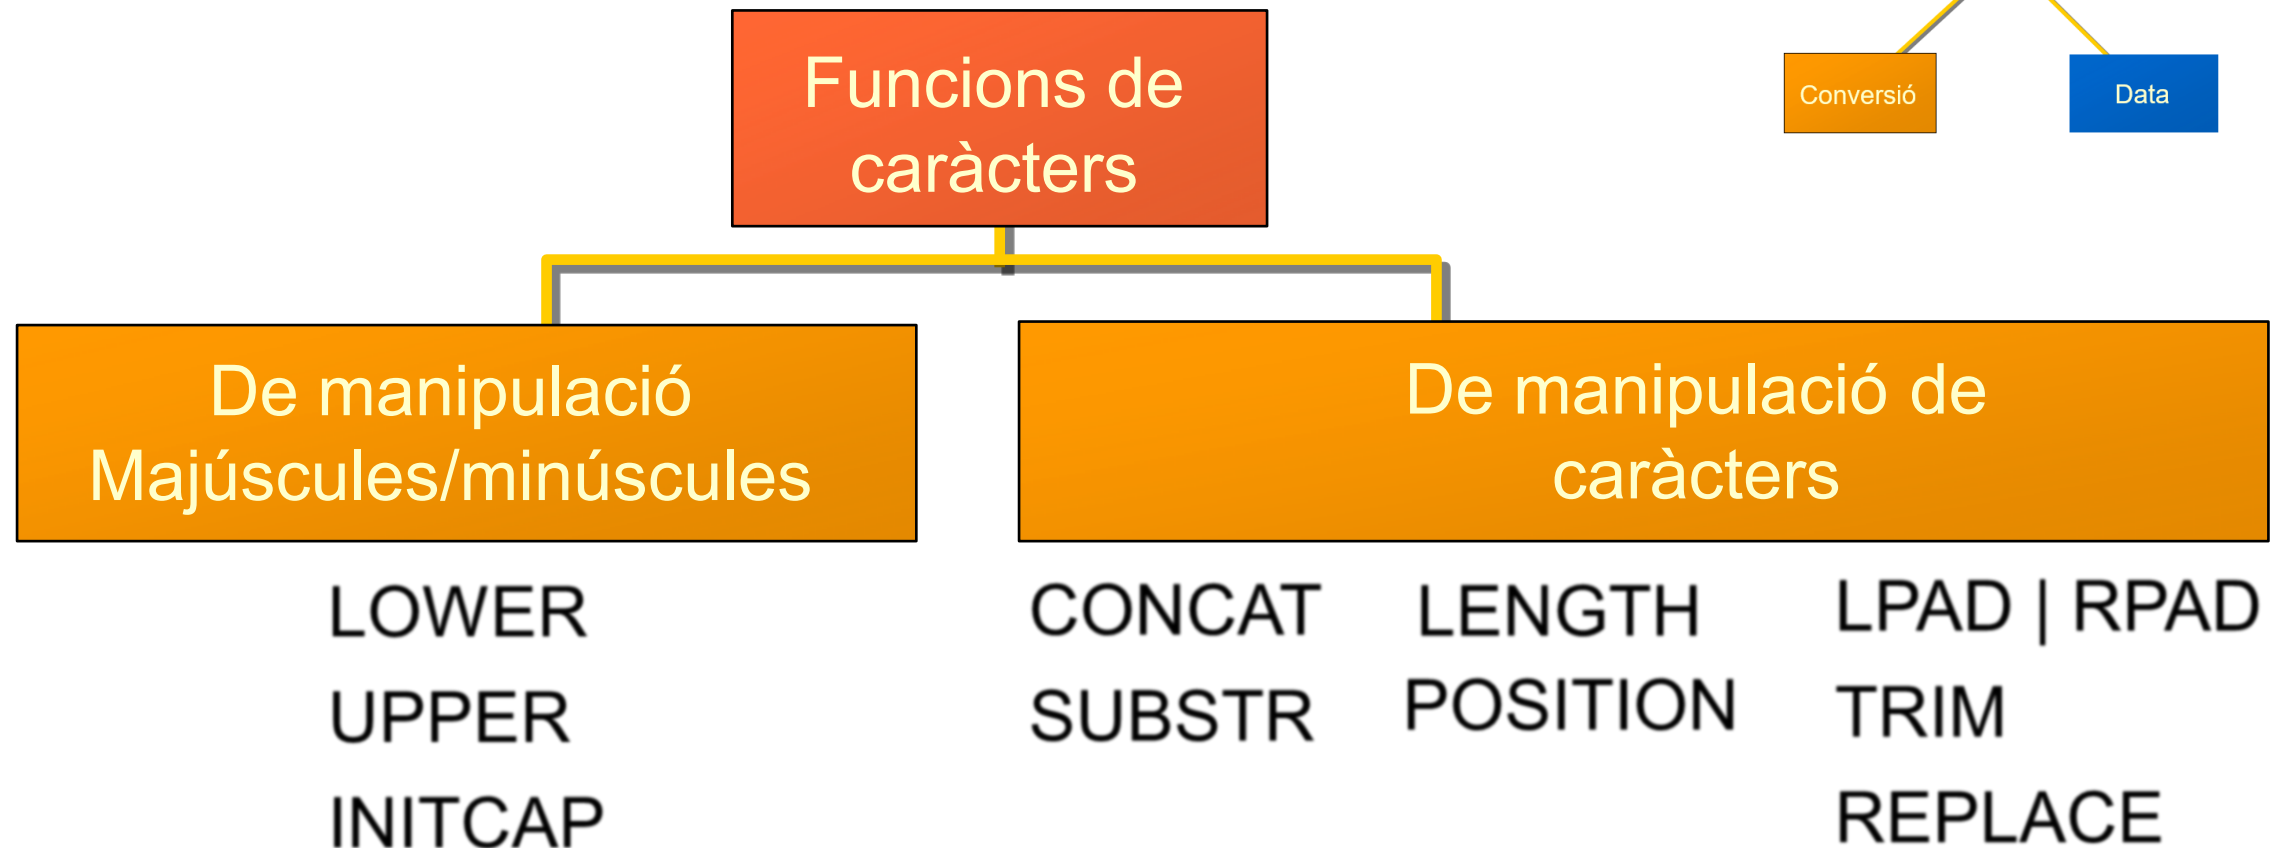 Funcions de
caràcters
Conversió
Data
De manipulació
Majúscules/minúscules
De manipulació de
caràcters
LOWER
UPPER
INITCAP
CONCAT
SUBSTR
LENGTH
POSITION
LPAD | RPAD
TRIM
REPLACE